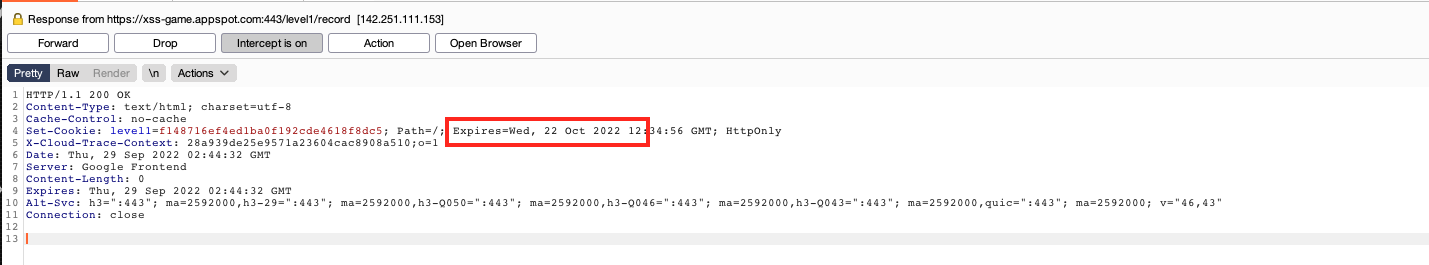 Response from https://xss-game.appspot.com:443/level1/record [142.251.111.153]
Forward Drop Intercept is on Action Open Browser
Pretty Raw Render \n Actions
1 HTTP/1.1 200 OK
2 Content-Type: text/html; charset=utf-8
3 Cache-Control: no-cache
4 Set-Cookie: level1=f148716ef4ed1ba0f192cde4618f8dc5; Path=/; Expires=Wed, 22 Oct 2022 12:34:56 GMT; HttpOnly
5 X-Cloud-Trace-Context: 28a939de25e9571a23604cac8908a510;o=1
6 Date: Thu, 29 Sep 2022 02:44:32 GMT
7 Server: Google Frontend
8 Content-Length: 0
9 Expires: Thu, 29 Sep 2022 02:44:32 GMT
10 Alt-Svc: h3=":443"; ma=2592000,h3-29=":443"; ma=2592000,h3-Q050=":443"; ma=2592000,h3-Q046=":443"; ma=2592000,h3-Q043=":443"; ma=2592000,quic=":443"; ma=2592000; v="46,43"
11 Connection: close
12
13